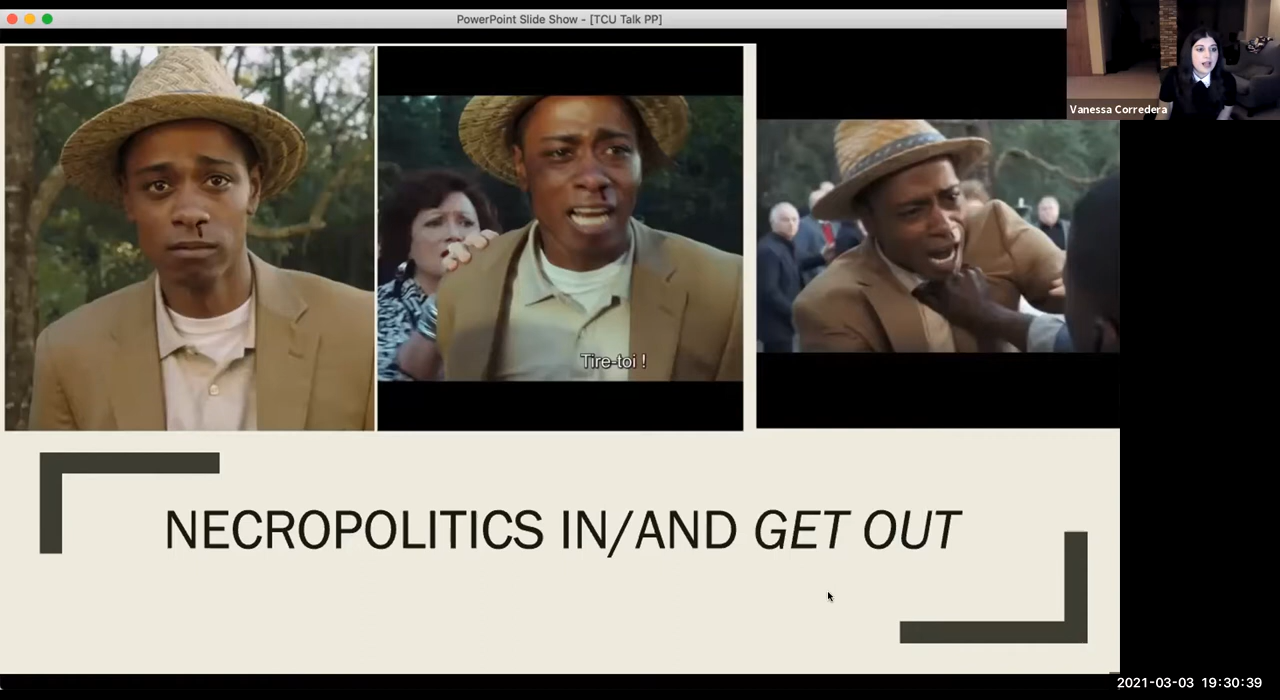 PowerPoint Slide Show - [TCU Talk PP]
Vanessa Corredera
Tire-toi !
NECROPOLITICS IN/AND GET OUT
2021-03-03 19:30:39